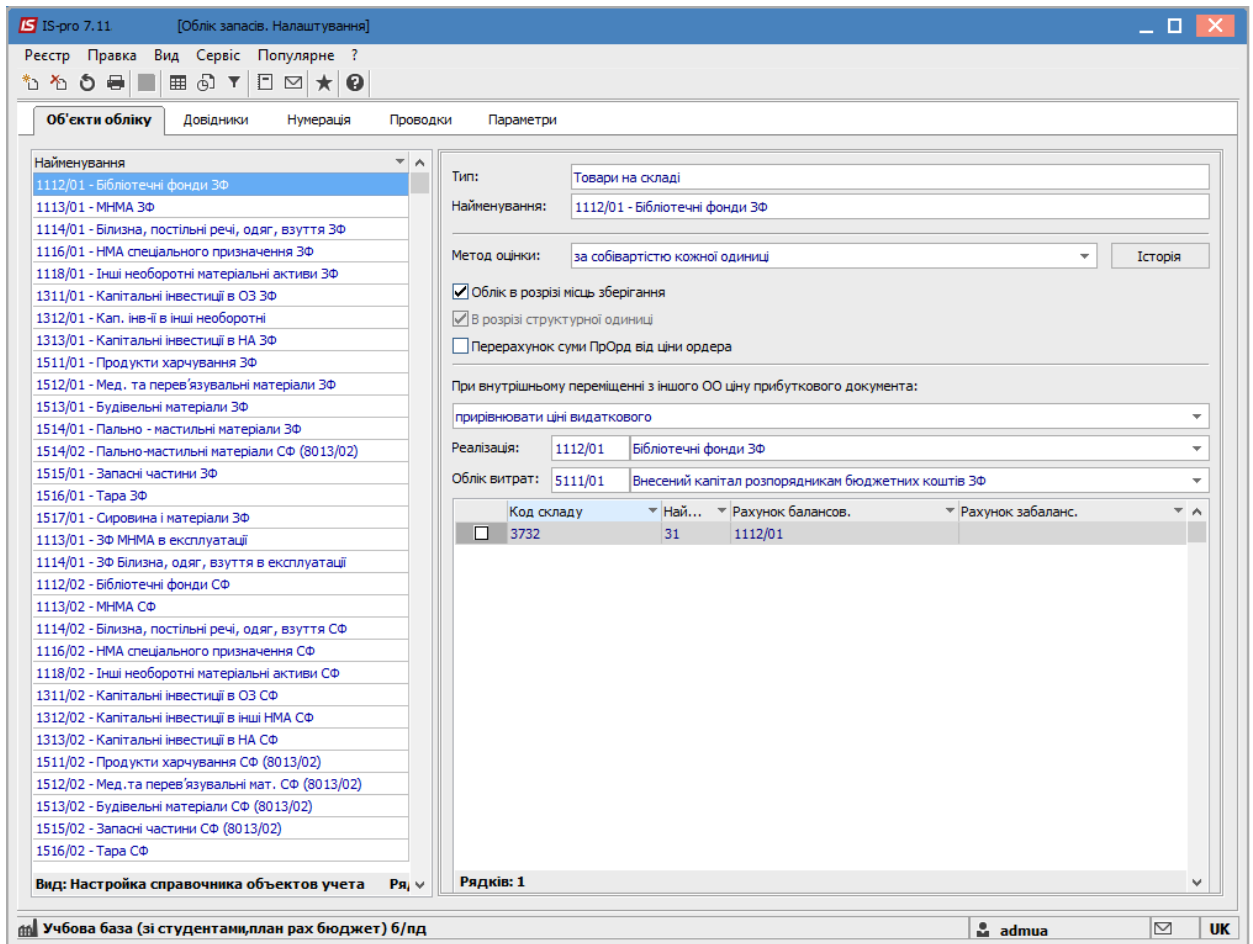 IS-pro 7.11 [Облік запасів. Налаштування]
Реєстр Правка Вид Сервіс Популярне ?
Об'єкти обліку Довідники Нумерація Проводки Параметри
Найменування
1112/01 - Бібліотечні фонди ЗФ
1113/01 - МНМА ЗФ
1114/01 - Білизна, постільні речі, одяг, взуття ЗФ
1116/01 - НМА спеціального призначення ЗФ
1118/01 - Інші необоротні матеріальні активи ЗФ
1311/01 - Капітальні інвестиції в ОЗ ЗФ
1312/01 - Кап. інв-ії в інші необоротні
1313/01 - Капітальні інвестиції в НА ЗФ
1511/01 - Продукти харчування ЗФ
1512/01 - Мед. та перев'язувальні матеріали ЗФ
1513/01 - Будівельні матеріали ЗФ
1514/01 - Пально - мастильні матеріали ЗФ
1514/02 - Пально-мастильні матеріали СФ (8013/02)
1515/01 - Запасні частини ЗФ
1516/01 - Тара ЗФ
1517/01 - Сировина і матеріали ЗФ
1113/01 - ЗФ МНМА в експлуатації
1114/01 - ЗФ Білизна, одяг, взуття в експлуатації
1112/02 - Бібліотечні фонди СФ
1113/02 - МНМА СФ
1114/02 - Білизна, постільні речі, одяг, взуття СФ
1116/02 - НМА спеціального призначення СФ
1118/02 - Інші необоротні матеріальні активи СФ
1311/02 - Капітальні інвестиції в ОЗ СФ
1312/02 - Капітальні інвестиції в інші НМА СФ
1313/02 - Капітальні інвестиції в НА СФ
1511/02 - Продукти харчування СФ (8013/02)
1512/02 - Мед.та перев'язувальні мат. СФ (8013/02)
1513/02 - Будівельні матеріали СФ (8013/02)
1515/02 - Запасні частини СФ (8013/02)
1516/02 - Тара СФ
Вид: Настройка справочника объектов учета
Тип: Товари на складі
Найменування: 1112/01 - Бібліотечні фонди ЗФ
Метод оцінки: за собівартістю кожної одиниці Історія
Облік в розрізі місць зберігання
В розрізі структурної одиниці
Перерахунок суми ПрОрд від ціни ордера
При внутрішньому переміщенні з іншого ОО ціну прибуткового документа:
прирівнювати ціні видаткового
Реалізація: 1112/01 Бібліотечні фонди ЗФ
Облік витрат: 5111/01 Внесений капітал розпорядникам бюджетних коштів ЗФ
Код складу Най... Рахунок балансов. Рахунок забаланс.
3732 31 1112/01
Рядків: 1
Учбова база (зі студентами,план рах бюджет) б/пд admua UK